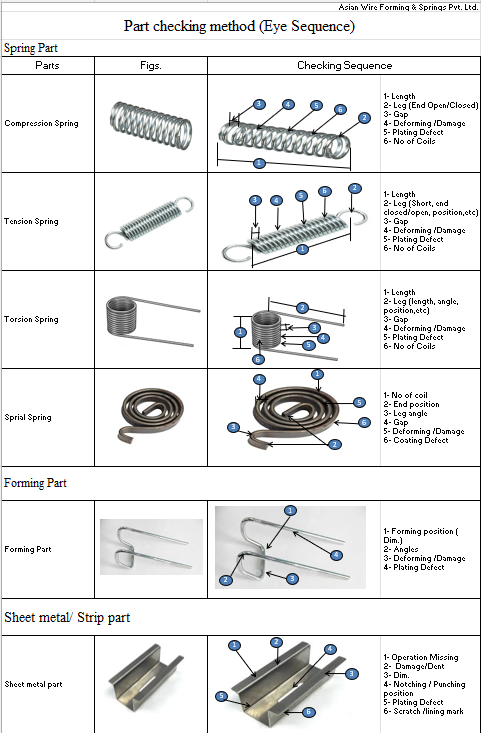 Asian Wire Forming & Springs Pvt. Ltd.
Part checking method (Eye Sequence)
Spring Part
Parts Figs. Checking Sequence
Compression Spring
3 4 5 6 2 1
1- Length
2- Leg (End Open/Closed)
3- Gap
4- Deforming /Damage
5- Plating Defect
6- No of Coils
Tension Spring
3 4 5 6 2 1
1- Length
2- Leg (Short, end
closed/open, position,etc)
3- Gap
4- Deforming /Damage
5- Plating Defect
6- No of Coils
Torsion Spring
2 1 3 4 5 6
1- Length
2- Leg (length, angle,
position,etc)
3- Gap
4- Deforming /Damage
5- Plating Defect
6- No of Coils
Sprial Spring
4 1 5 3 6 2
1- No of coil
2- End position
3- Leg angle
4- Gap
5- Deforming /Damage
6- Coating Defect
Forming Part
Forming Part
1 4 2 3
1- Forming position (
Dim.)
2- Angles
3- Deforming /Damage
4- Plating Defect
Sheet metal/ Strip part
Sheet metal part
1 2 4 3 5 6
1- Operation Missing
2- Damage/Dent
3- Dim.
4- Notching / Punching
position
5- Plating Defect
6- Scratch /lining mark